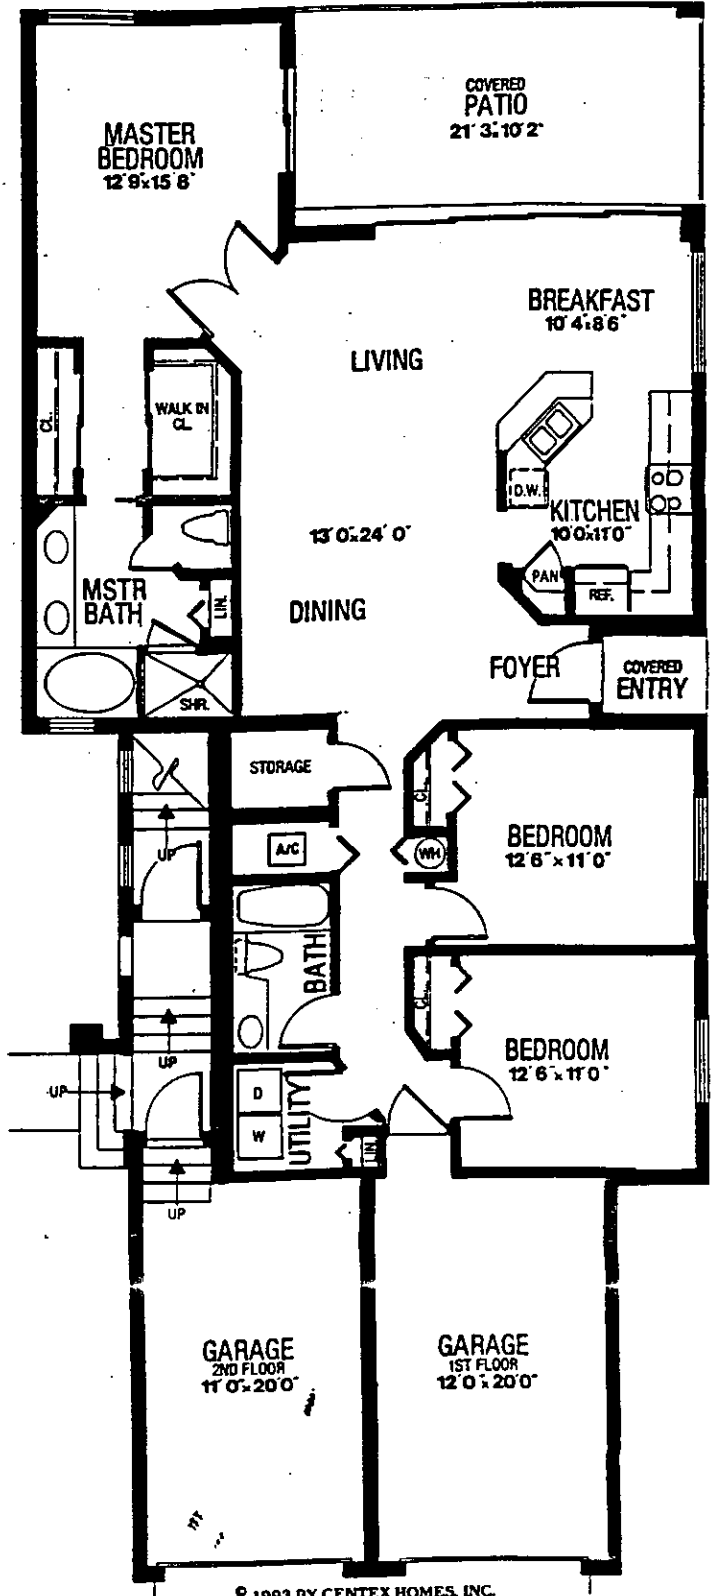 COVERED
PATIO
21' 3"x10' 2"
MASTER
BEDROOM
12' 9"x15' 8"
BREAKFAST
10' 4"x8' 6"
LIVING
CL.
WALK IN
CL.
D.W.
KITCHEN
10' 0"x11' 0"
13' 0"x24' 0"
PAN
REF.
MSTR
BATH
LIN.
DINING
FOYER
COVERED
ENTRY
SHR.
STORAGE
CL.
UP
A/C
WH
BEDROOM
12' 6" x 11' 0"
BATH
CL.
UP
BEDROOM
12' 6" x 11' 0"
UP
D
W
UTILITY
LIN.
UP
GARAGE
2ND FLOOR
11' 0"x20' 0"
GARAGE
1ST FLOOR
12' 0"x20' 0"
© 1993 BY CENTEX HOMES, INC.